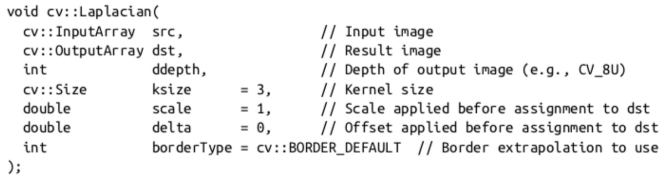 void cv::Laplacian(
  cv::InputArray  src,                  // Input image
  cv::OutputArray dst,                  // Result image
  int             ddepth,               // Depth of output image (e.g., CV_8U)
  cv::Size        ksize      = 3,       // Kernel size
  double          scale      = 1,       // Scale applied before assignment to dst
  double          delta      = 0,       // Offset applied before assignment to dst
  int             borderType = cv::BORDER_DEFAULT  // Border extrapolation to use
);